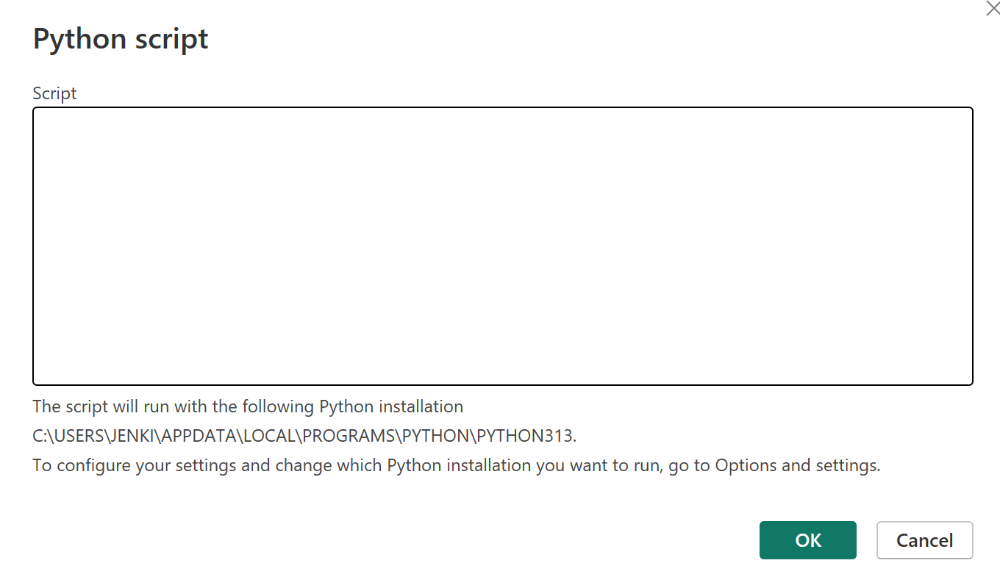 Python script
Script
The script will run with the following Python installation
C:\USERS\JENKI\APPDATA\LOCAL\PROGRAMS\PYTHON\PYTHON313.
To configure your settings and change which Python installation you want to run, go to Options and settings.
OK
Cancel